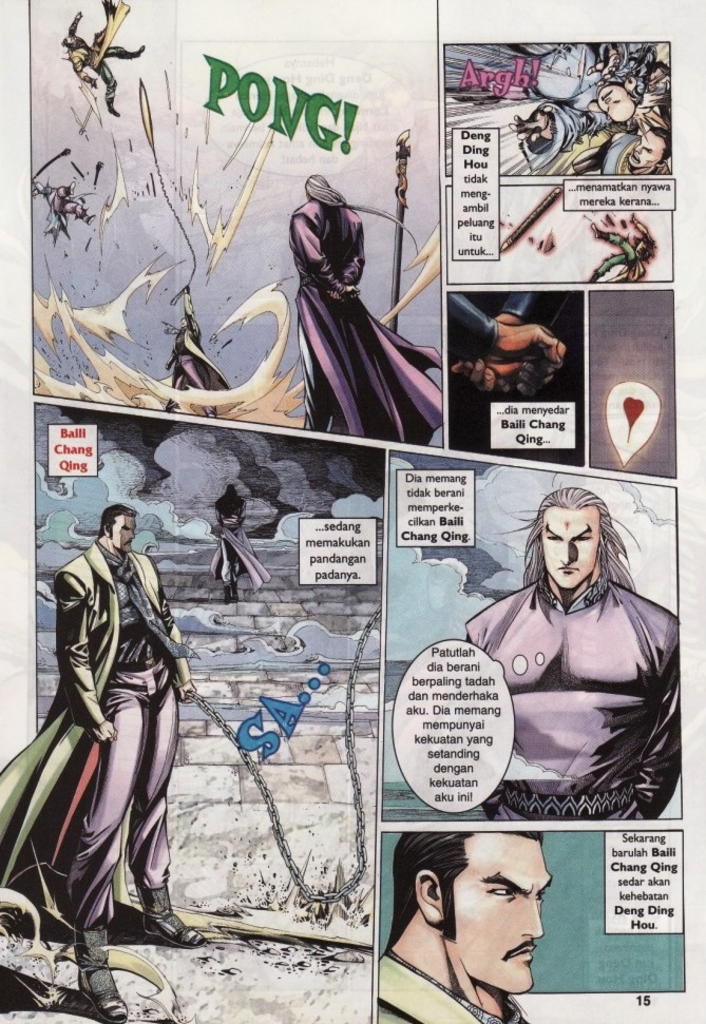 PONG!
Argh!
Deng
Ding
Hou
tidak
meng-
ambil
peluang
itu
untuk...
...menamatkan nyawa
mereka kerana...
...dia menyedar
Baili Chang
Qing...
Baili
Chang
Qing
...sedang
memakukan
pandangan
padanya.
SA...
Dia memang
tidak berani
memperke-
cilkan Baili
Chang Qing.
Patutlah
dia berani
berpaling tadah
dan menderhaka
aku. Dia memang
mempunyai
kekuatan yang
setanding
dengan
kekuatan
aku ini!
Sekarang
barulah Baili
Chang Qing
sedar akan
kehebatan
Deng Ding
Hou.
15